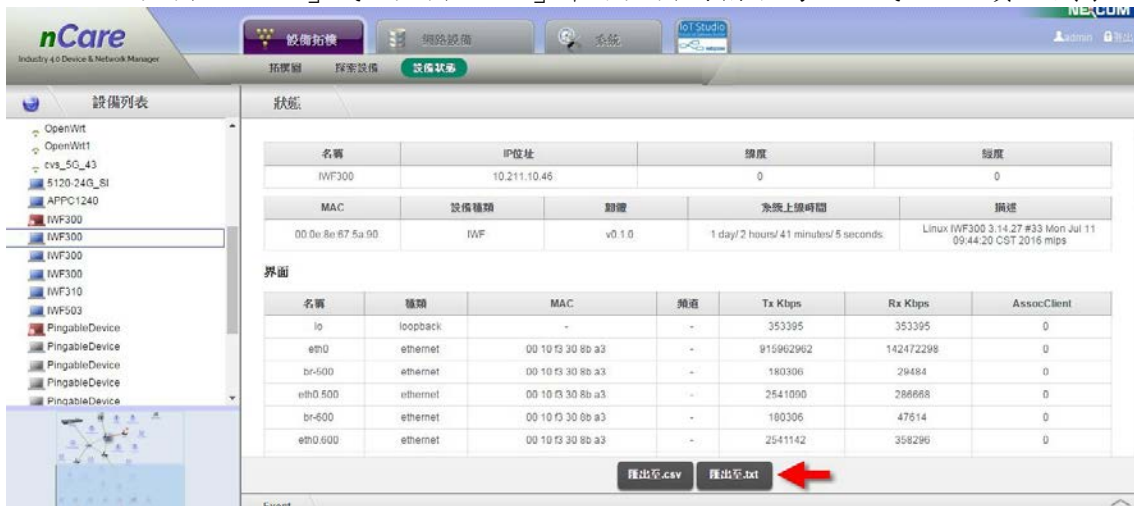 NEXCOM
nCare
Industry 4.0 Device & Network Manager
設備拓樸
網路設備
系統
IoT Studio
admin
拓樸圖
探索設備
設備狀態
設備列表
狀態
OpenWrt
OpenWrt1
cvs_5G_43
5120-24G_SI
APPC1240
IWF300
IWF300
IWF300
IWF300
IWF310
IWF503
PingableDevice
PingableDevice
PingableDevice
PingableDevice
PingableDevice
名稱 IP位址 緯度 經度
IWF300 10.211.10.46 0 0
MAC 設備種類 韌體 系統上線時間 描述
00.0e.8e.67.5a.90 IWF v0.1.0 1 day/ 2 hours/ 41 minutes/ 5 seconds. Linux IWF300 3.14.27 #33 Mon Jul 11
09:44:20 CST 2016 mips
界面
名稱 種類 MAC 頻道 Tx Kbps Rx Kbps AssocClient
lo loopback - - 353395 353395 0
eth0 ethernet 00 10 f3 30 8b a3 - 915962962 142472298 0
br-500 ethernet 00 10 f3 30 8b a3 - 180306 29484 0
eth0.500 ethernet 00 10 f3 30 8b a3 - 2541090 286668 0
br-600 ethernet 00 10 f3 30 8b a3 - 180306 47614 0
eth0.600 ethernet 00 10 f3 30 8b a3 - 2541142 358296 0
匯出至.csv
匯出至.txt
Event